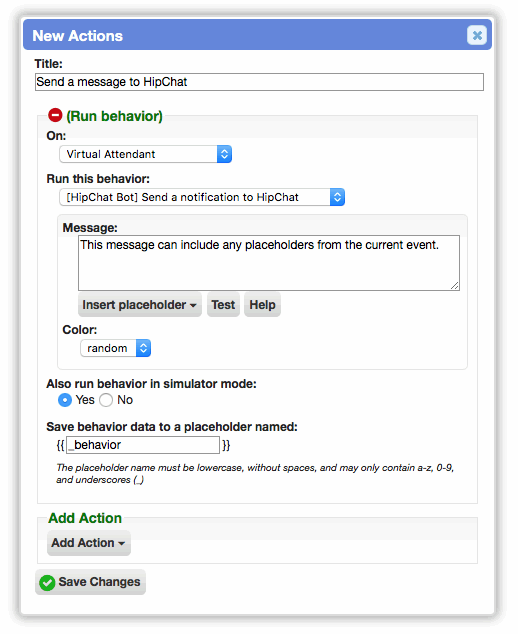 New Actions
Title:
Send a message to HipChat
(Run behavior)
On:
Virtual Attendant
Run this behavior:
[HipChat Bot] Send a notification to HipChat
Message:
This message can include any placeholders from the current event.
Insert placeholder Test Help
Color:
random
Also run behavior in simulator mode:
Yes No
Save behavior data to a placeholder named:
{{ _behavior }}
The placeholder name must be lowercase, without spaces, and may only contain a-z, 0-9,
and underscores (_)
Add Action
Add Action
Save Changes